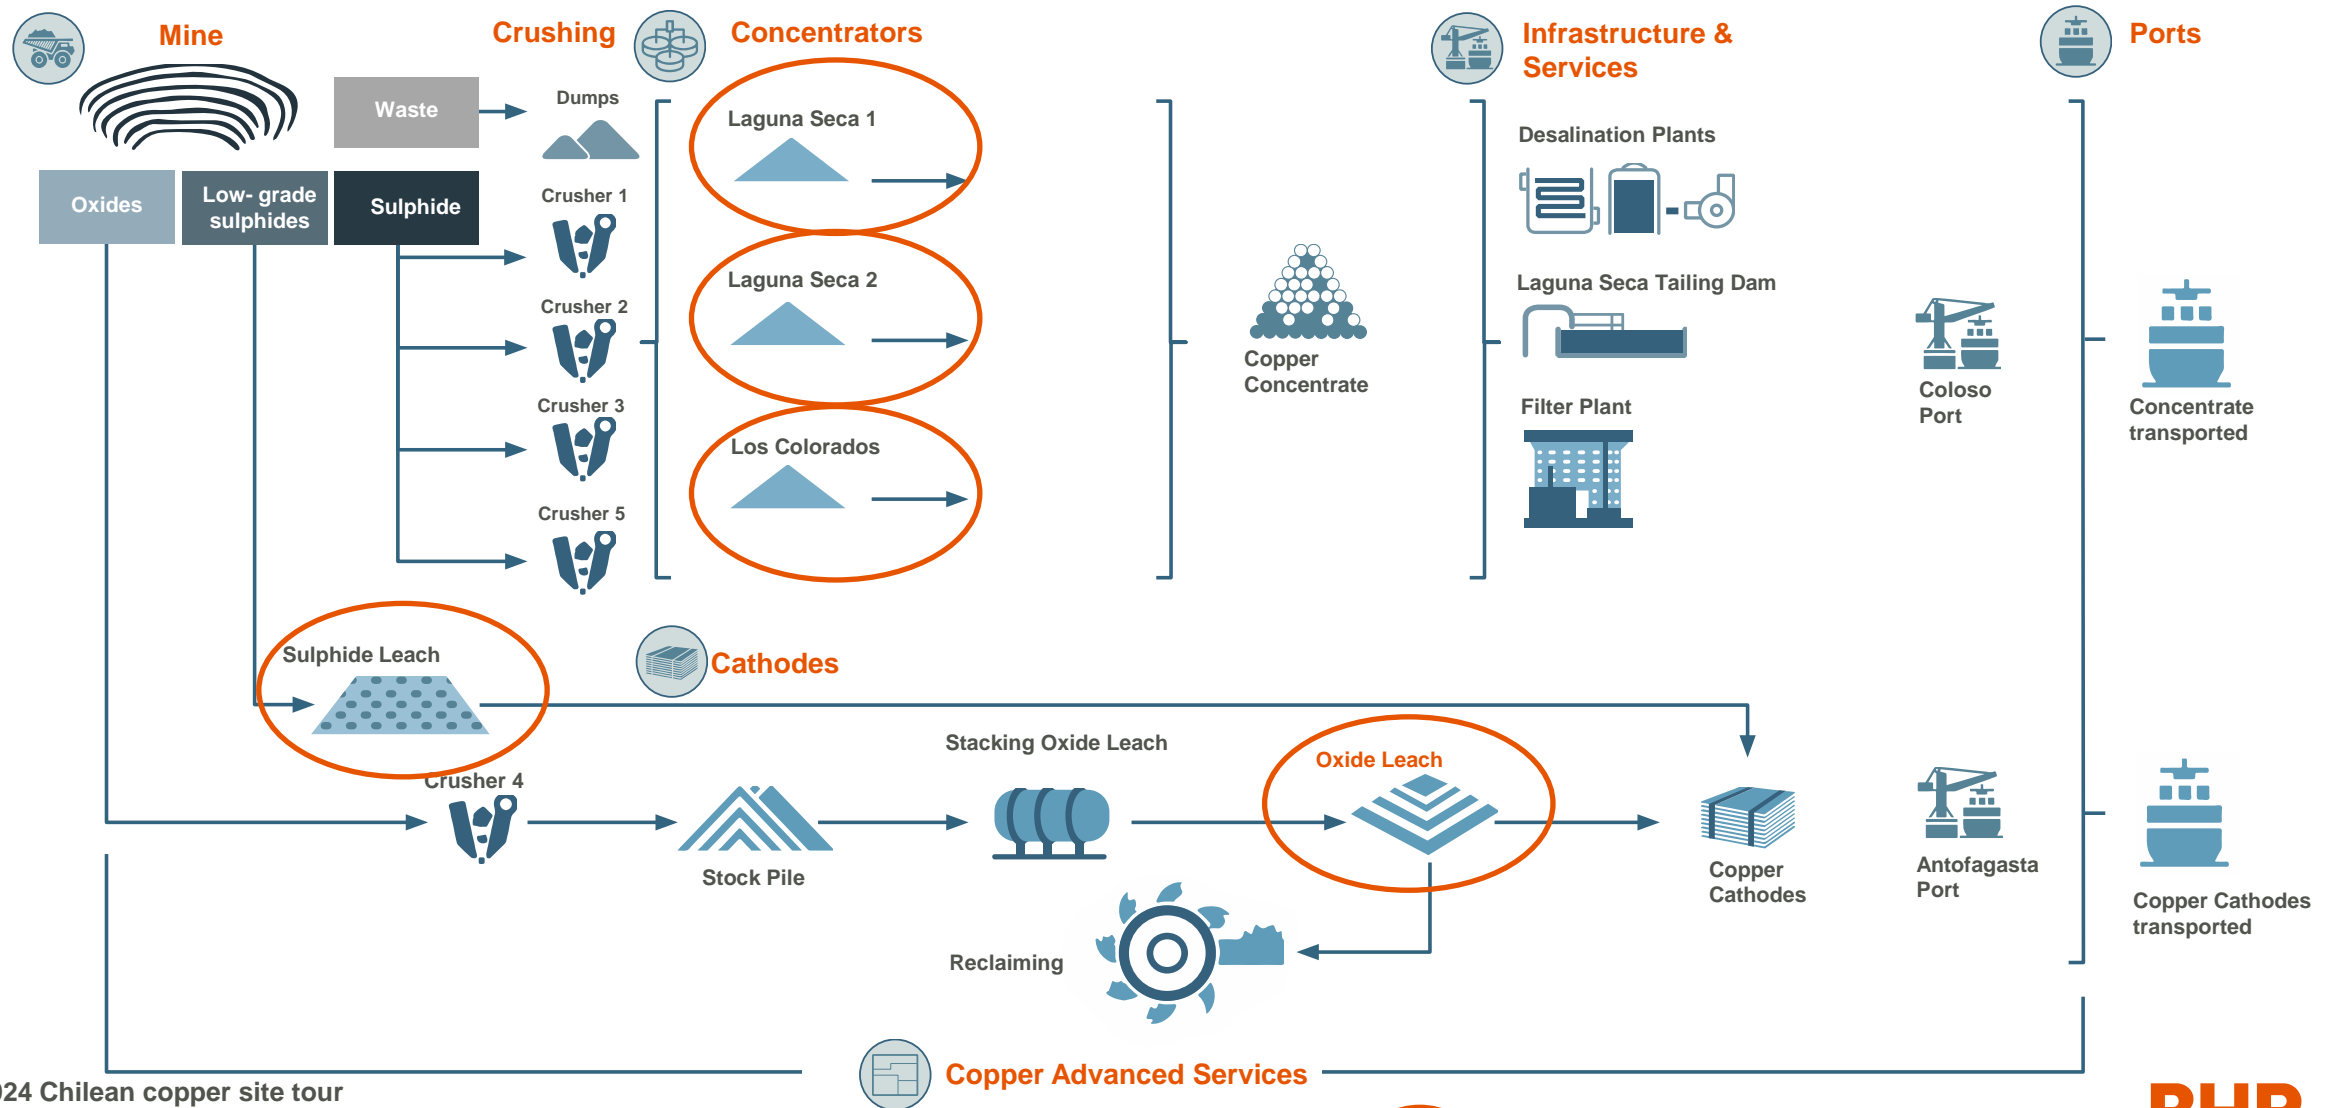 Mine
Crushing
Concentrators
Infrastructure &
Services
Ports
Waste
Dumps
Oxides
Low- grade
sulphides
Sulphide
Crusher 1
Crusher 2
Crusher 3
Crusher 5
Laguna Seca 1
Laguna Seca 2
Los Colorados
Copper
Concentrate
Desalination Plants
Laguna Seca Tailing Dam
Filter Plant
Coloso
Port
Concentrate
transported
Sulphide Leach
Cathodes
Crusher 4
Stock Pile
Stacking Oxide Leach
Oxide Leach
Reclaiming
Copper
Cathodes
Antofagasta
Port
Copper Cathodes
transported
Copper Advanced Services
24 Chilean copper site tour
BHP